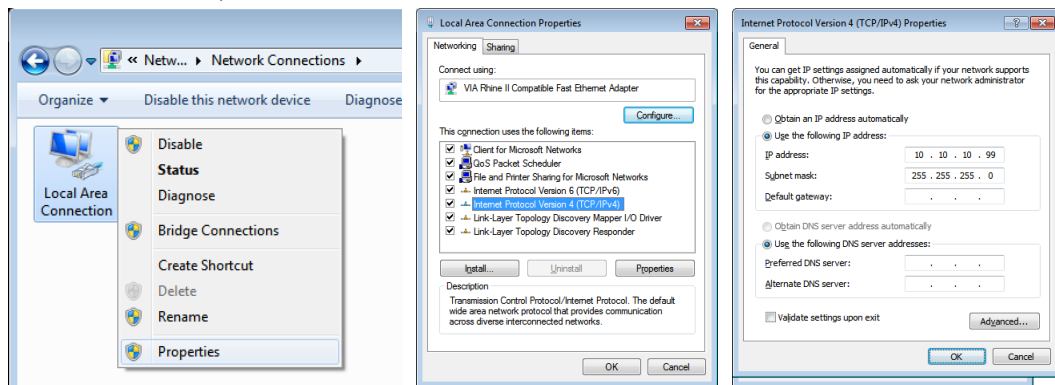 « Netw... ▸ Network Connections ▸
Organize ▼ Disable this network device Diagnose
Local Area
Connection
Disable
Status
Diagnose
Bridge Connections
Create Shortcut
Delete
Rename
Properties
Local Area Connection Properties
Networking Sharing
Connect using:
VIA Rhine II Compatible Fast Ethernet Adapter
Configure...
This connection uses the following items:
Client for Microsoft Networks
QoS Packet Scheduler
File and Printer Sharing for Microsoft Networks
Internet Protocol Version 6 (TCP/IPv6)
Internet Protocol Version 4 (TCP/IPv4)
Link-Layer Topology Discovery Mapper I/O Driver
Link-Layer Topology Discovery Responder
Install... Uninstall Properties
Description
Transmission Control Protocol/Internet Protocol. The default
wide area network protocol that provides communication
across diverse interconnected networks.
OK Cancel
Internet Protocol Version 4 (TCP/IPv4) Properties
General
You can get IP settings assigned automatically if your network supports
this capability. Otherwise, you need to ask your network administrator
for the appropriate IP settings.
Obtain an IP address automatically
Use the following IP address:
IP address: 10 . 10 . 10 . 99
Subnet mask: 255 . 255 . 255 . 0
Default gateway: . . .
Obtain DNS server address automatically
Use the following DNS server addresses:
Preferred DNS server: . . .
Alternate DNS server: . . .
Validate settings upon exit
Advanced...
OK Cancel